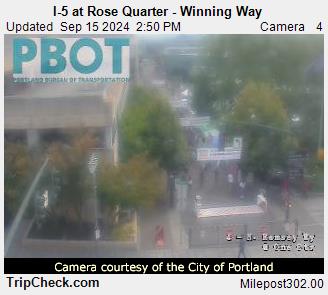 I-5 at Rose Quarter - Winning Way
Updated Sep 15 2024 2:50 PM Camera 4
PBOT
PORTLAND BUREAU OF TRANSPORTATION
Camera courtesy of the City of Portland
TripCheck.com Milepost302.00